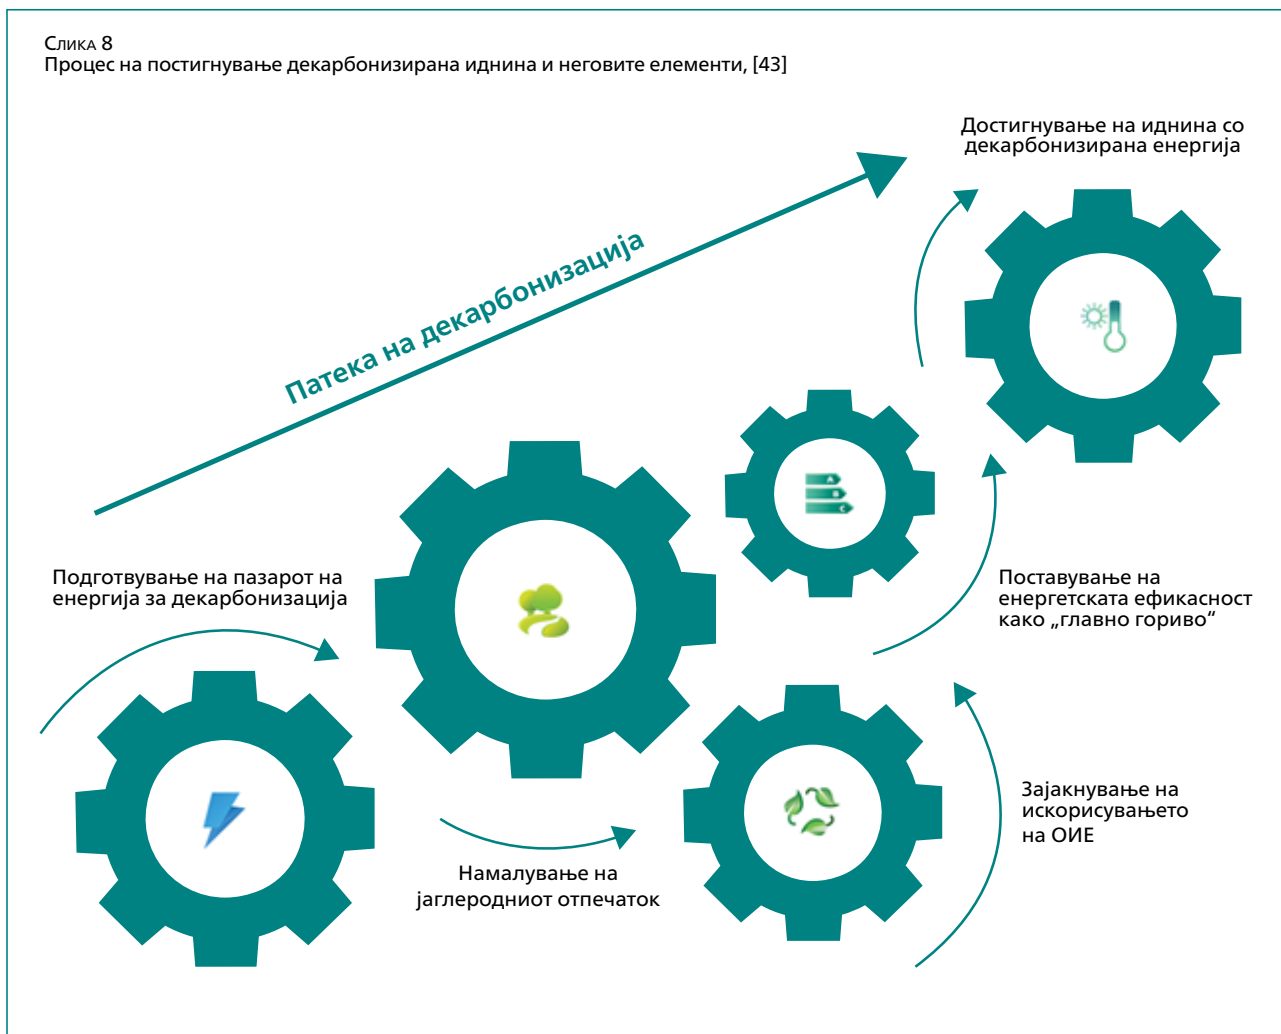 Слика 8
Процес на постигнување декарбонизирана иднина и неговите елементи, [43]
Достигнување на иднина со
декарбонизирана енергија
Патека на декарбонизација
A
B
C
Подготвување на пазарот на
енергија за декарбонизација
Поставување на
енергетската ефикасност
како „главно гориво“
Зајакнување на
искорисувањето
на ОИЕ
Намалување на
јаглеродниот отпечаток